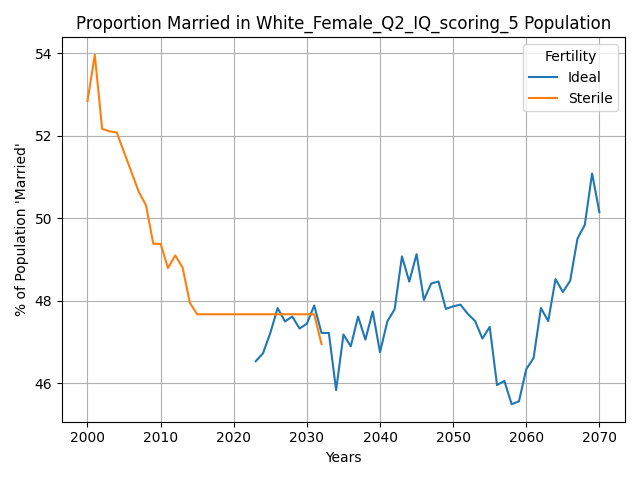 Proportion Married in White_Female_Q2_IQ_scoring_5 Population
% of Population 'Married'
54
52
50
48
46
Fertility
Ideal
Sterile
2000 2010 2020 2030 2040 2050 2060 2070
Years